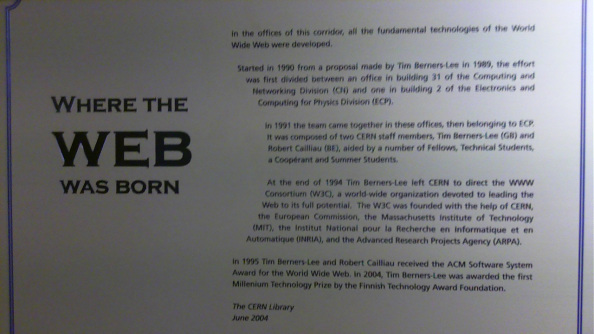 WHERE THE
WEB
WAS BORN
In the offices of this corridor, all the fundamental technologies of the World
Wide Web were developed.
Started in 1990 from a proposal made by Tim Berners-Lee in 1989, the effort
was first divided between an office in building 31 of the Computing and
Networking Division (CN) and one in building 2 of the Electronics and
Computing for Physics Division (ECP).
In 1991 the team came together in these offices, then belonging to ECP.
It was composed of two CERN staff members, Tim Berners-Lee (GB) and
Robert Cailliau (BE), aided by a number of Fellows, Technical Students,
a Coopérant and Summer Students.
At the end of 1994 Tim Berners-Lee left CERN to direct the WWW
Consortium (W3C), a world-wide organization devoted to leading the
Web to its full potential. The W3C was founded with the help of CERN,
the European Commission, the Massachusetts Institute of Technology
(MIT), the Institut National pour la Recherche en Informatique et en
Automatique (INRIA), and the Advanced Research Projects Agency (ARPA).
In 1995 Tim Berners-Lee and Robert Cailliau received the ACM Software System
Award for the World Wide Web. In 2004, Tim Berners-Lee was awarded the first
Millenium Technology Prize by the Finnish Technology Award Foundation.
The CERN Library
June 2004